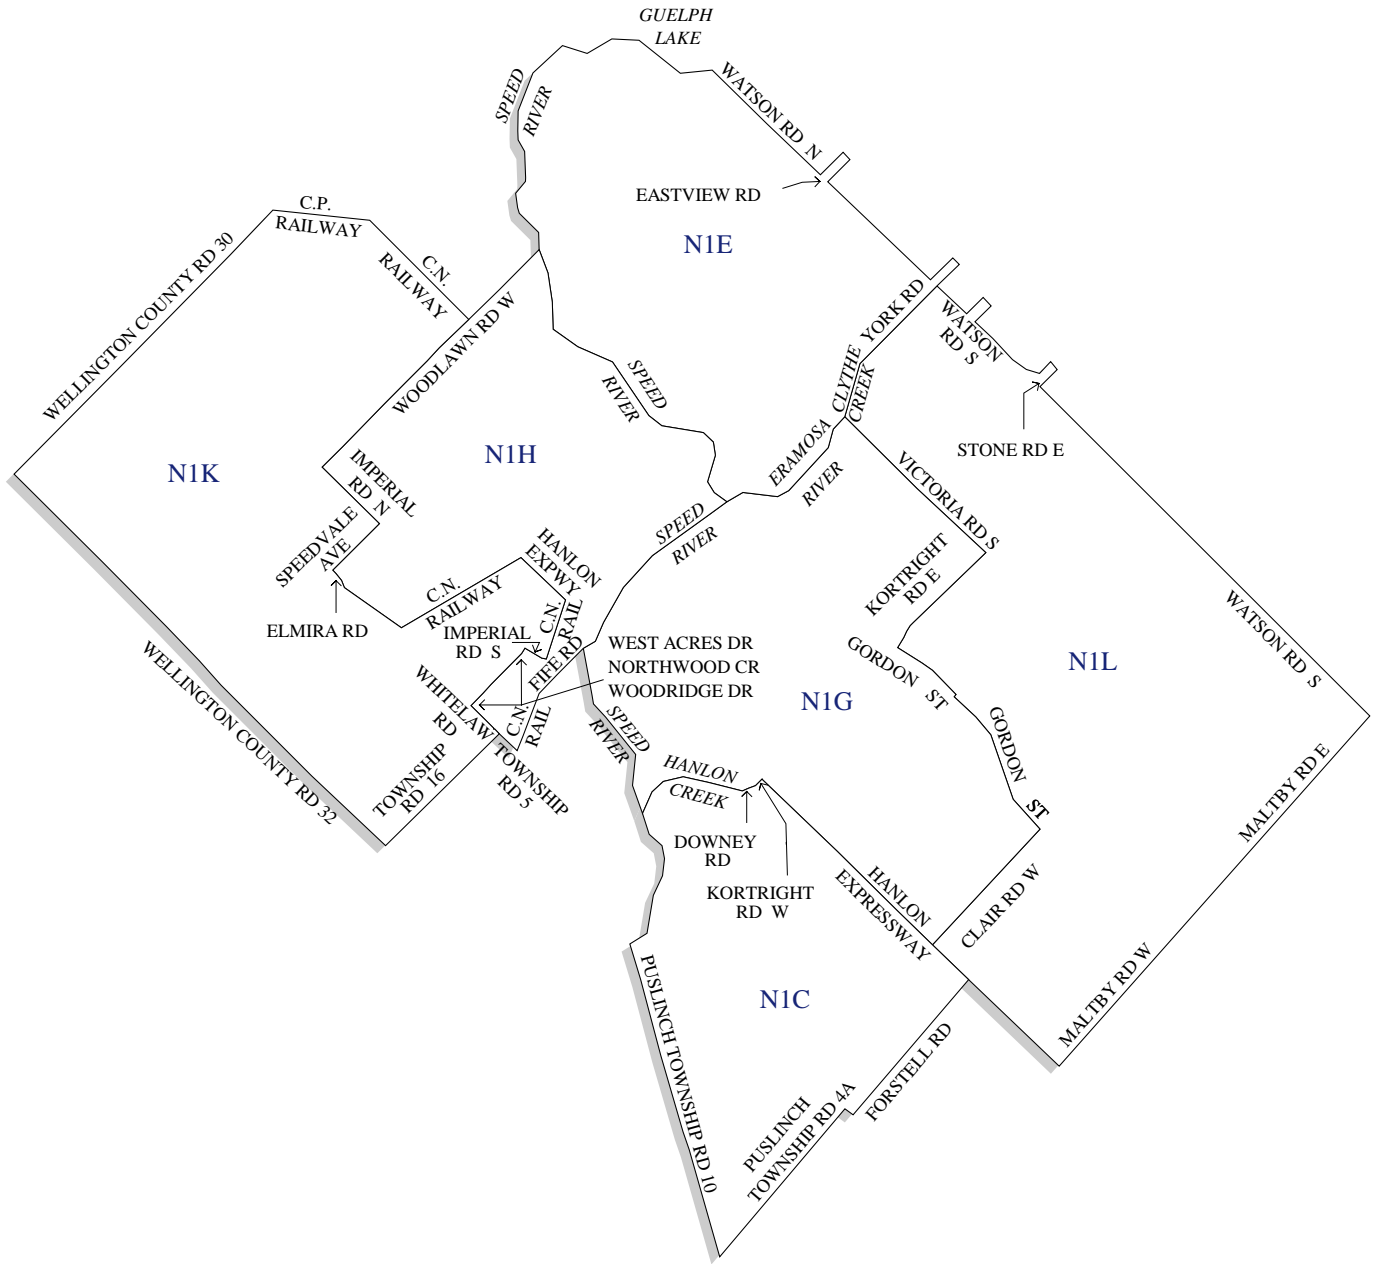 GUELPH
LAKE
SPEED
RIVER
WATSON RD N
EASTVIEW RD
N1E
C.P.
RAILWAY
C.N.
RAILWAY
WELLINGTON COUNTY RD 30
WOODLAWN RD W
YORK RD
WATSON
RD S
CLYTHE
CREEK
SPEED
RIVER
STONE RD E
N1K
N1H
IMPERIAL
RD N
ERAMOSA
RIVER
VICTORIA RD S
SPEEDVALE
AVE
SPEED
RIVER
HANLON
EXPWY
KORTRIGHT
RD E
C.N.
RAILWAY
C.N.
RAIL
ELMIRA RD
IMPERIAL
RD S
FIFE RD
WEST ACRES DR
NORTHWOOD CR
WOODRIDGE DR
GORDON ST
N1L
WATSON RD S
WELLINGTON COUNTY RD 32
WHITELAW
RD
C.N.
RAIL
SPEED
RIVER
N1G
GORDON
ST
TOWNSHIP
RD 16
TOWNSHIP
RD 5
HANLON
CREEK
DOWNEY
RD
KORTRIGHT
RD W
HANLON
EXPRESSWAY
CLAIR RD W
MALTBY RD E
MALTBY RD W
N1C
PUSLINCH TOWNSHIP RD 10
FORSTELL RD
PUSLINCH
TOWNSHIP RD 4A